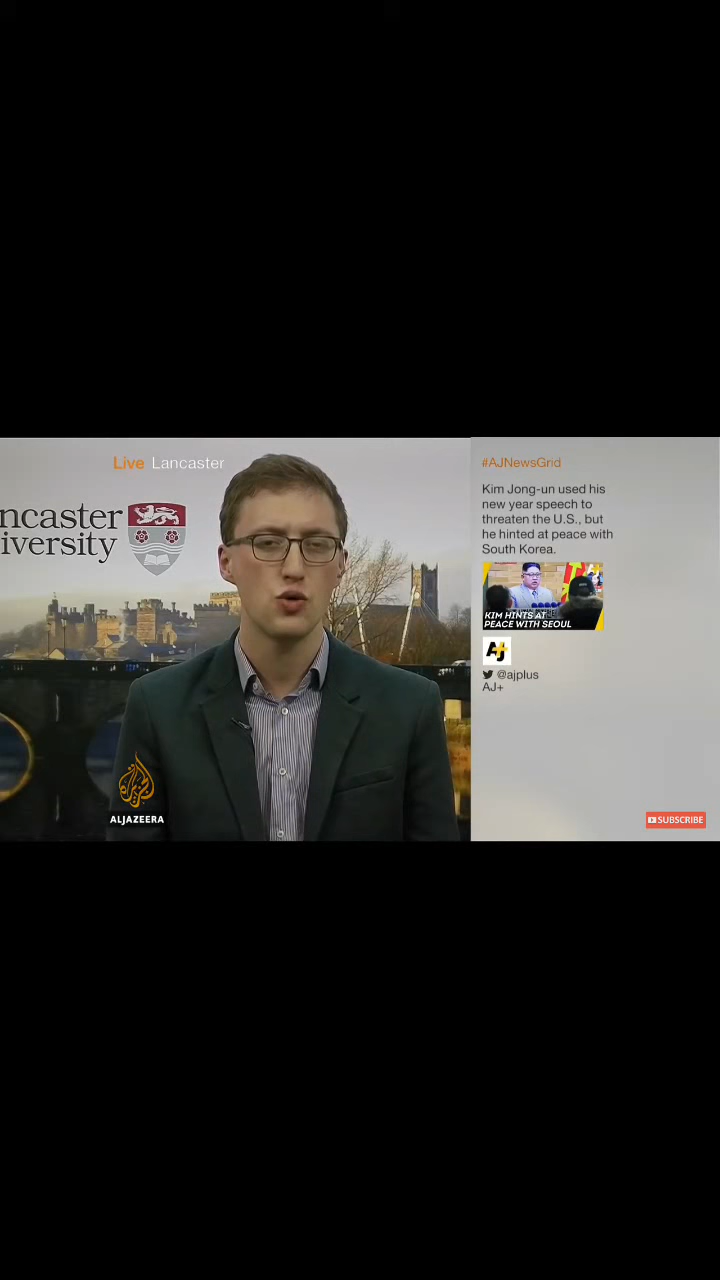 Live Lancaster
ncaster
iversity
ALJAZEERA
#AJNewsGrid
Kim Jong-un used his
new year speech to
threaten the U.S., but
he hinted at peace with
South Korea.
KIM HINTS AT
PEACE WITH SEOUL
AJ+
@ajplus
AJ+
SUBSCRIBE